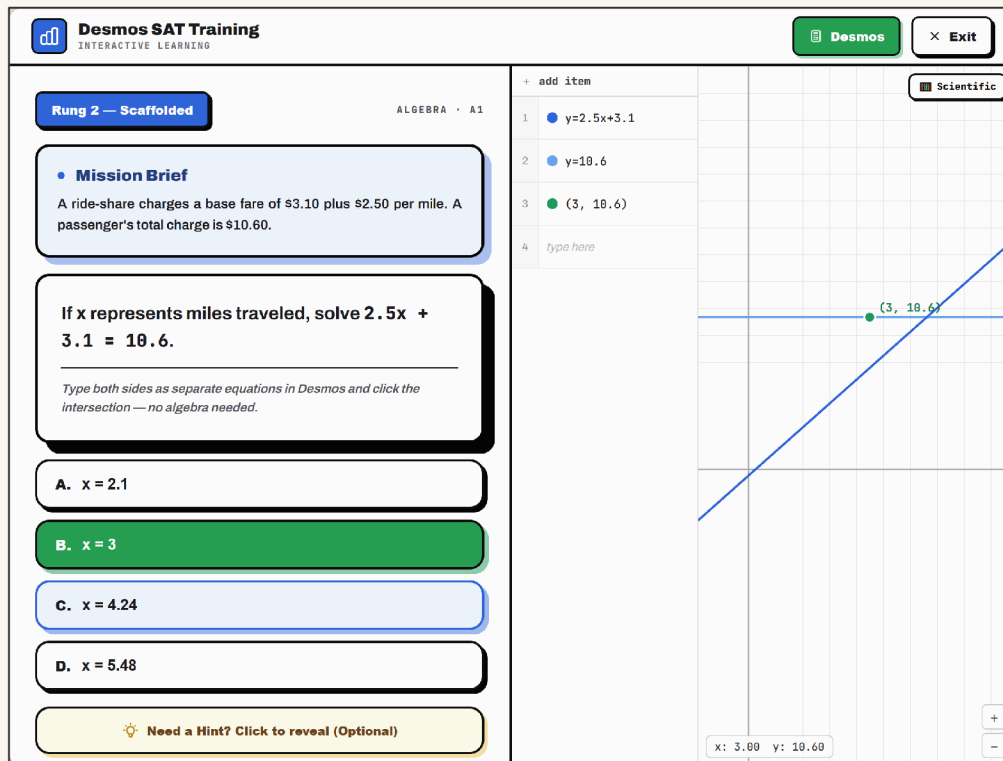 Desmos SAT Training
INTERACTIVE LEARNING
Desmos
Exit
Rung 2 — Scaffolded
ALGEBRA · A1
Mission Brief
A ride-share charges a base fare of $3.10 plus $2.50 per mile. A
passenger's total charge is $10.60.
If x represents miles traveled, solve 2.5x +
3.1 = 10.6.
Type both sides as separate equations in Desmos and click the
intersection — no algebra needed.
A. x = 2.1
B. x = 3
C. x = 4.24
D. x = 5.48
Need a Hint? Click to reveal (Optional)
+ add item
1 y=2.5x+3.1
2 y=10.6
3 (3, 10.6)
4 type here
Scientific
(3, 10.6)
x: 3.00 y: 10.60
+
−